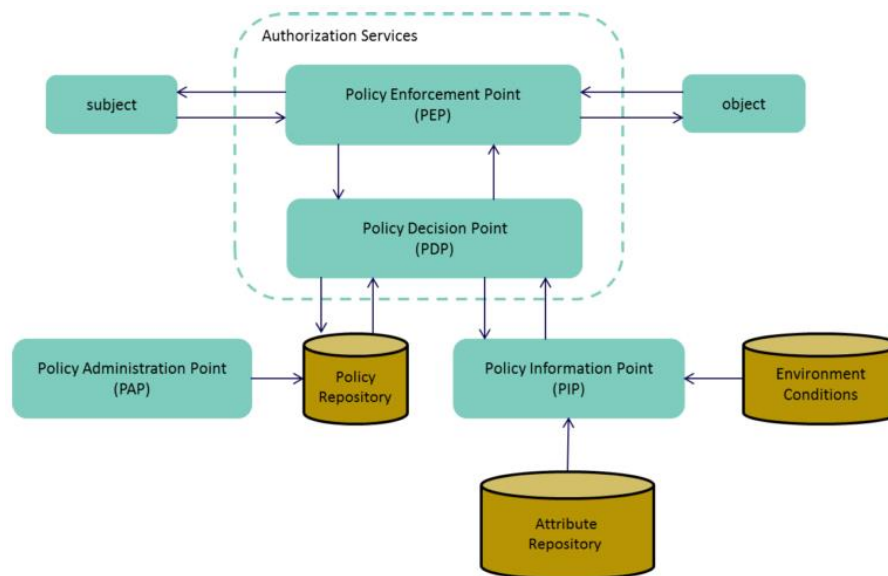 Authorization Services
subject
Policy Enforcement Point
(PEP)
object
Policy Decision Point
(PDP)
Policy Administration Point
(PAP)
Policy
Repository
Policy Information Point
(PIP)
Environment
Conditions
Attribute
Repository